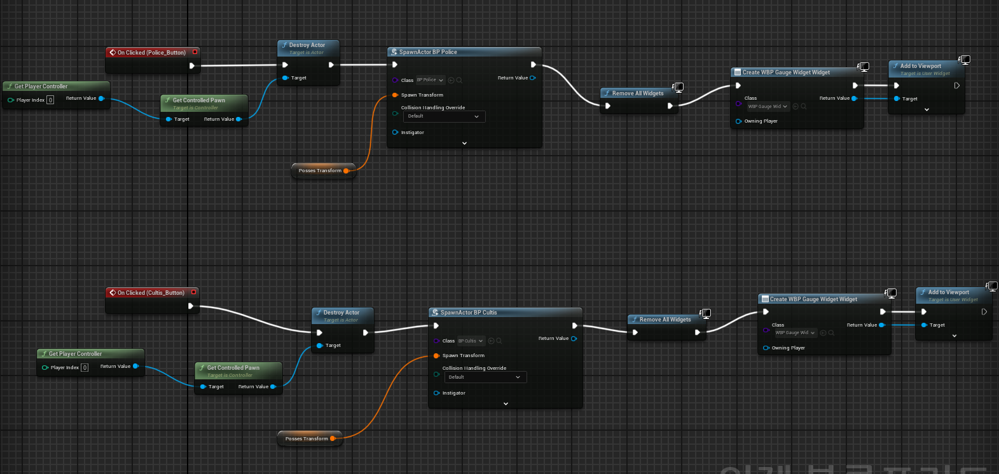 On Clicked (Police_Button)
Get Player Controller
Player Index 0
Return Value
Get Controlled Pawn
Target is Controller
Target
Return Value
Destroy Actor
Target is Actor
Target
SpawnActor BP Police
Class BP Police
Return Value
Spawn Transform
Collision Handling Override
Default
Instigator
Posses Transform
Remove All Widgets
Create WBP Gauge Widget Widget
Class
WBP Gauge Wid
Return Value
Owning Player
Add to Viewport
Target is User Widget
Target
On Clicked (Cultis_Button)
Get Player Controller
Player Index 0
Return Value
Get Controlled Pawn
Target is Controller
Target
Return Value
Destroy Actor
Target is Actor
Target
SpawnActor BP Cultis
Class BP Cultis
Return Value
Spawn Transform
Collision Handling Override
Default
Instigator
Posses Transform
Remove All Widgets
Create WBP Gauge Widget Widget
Class
WBP Gauge Wid
Return Value
Owning Player
Add to Viewport
Target is User Widget
Target